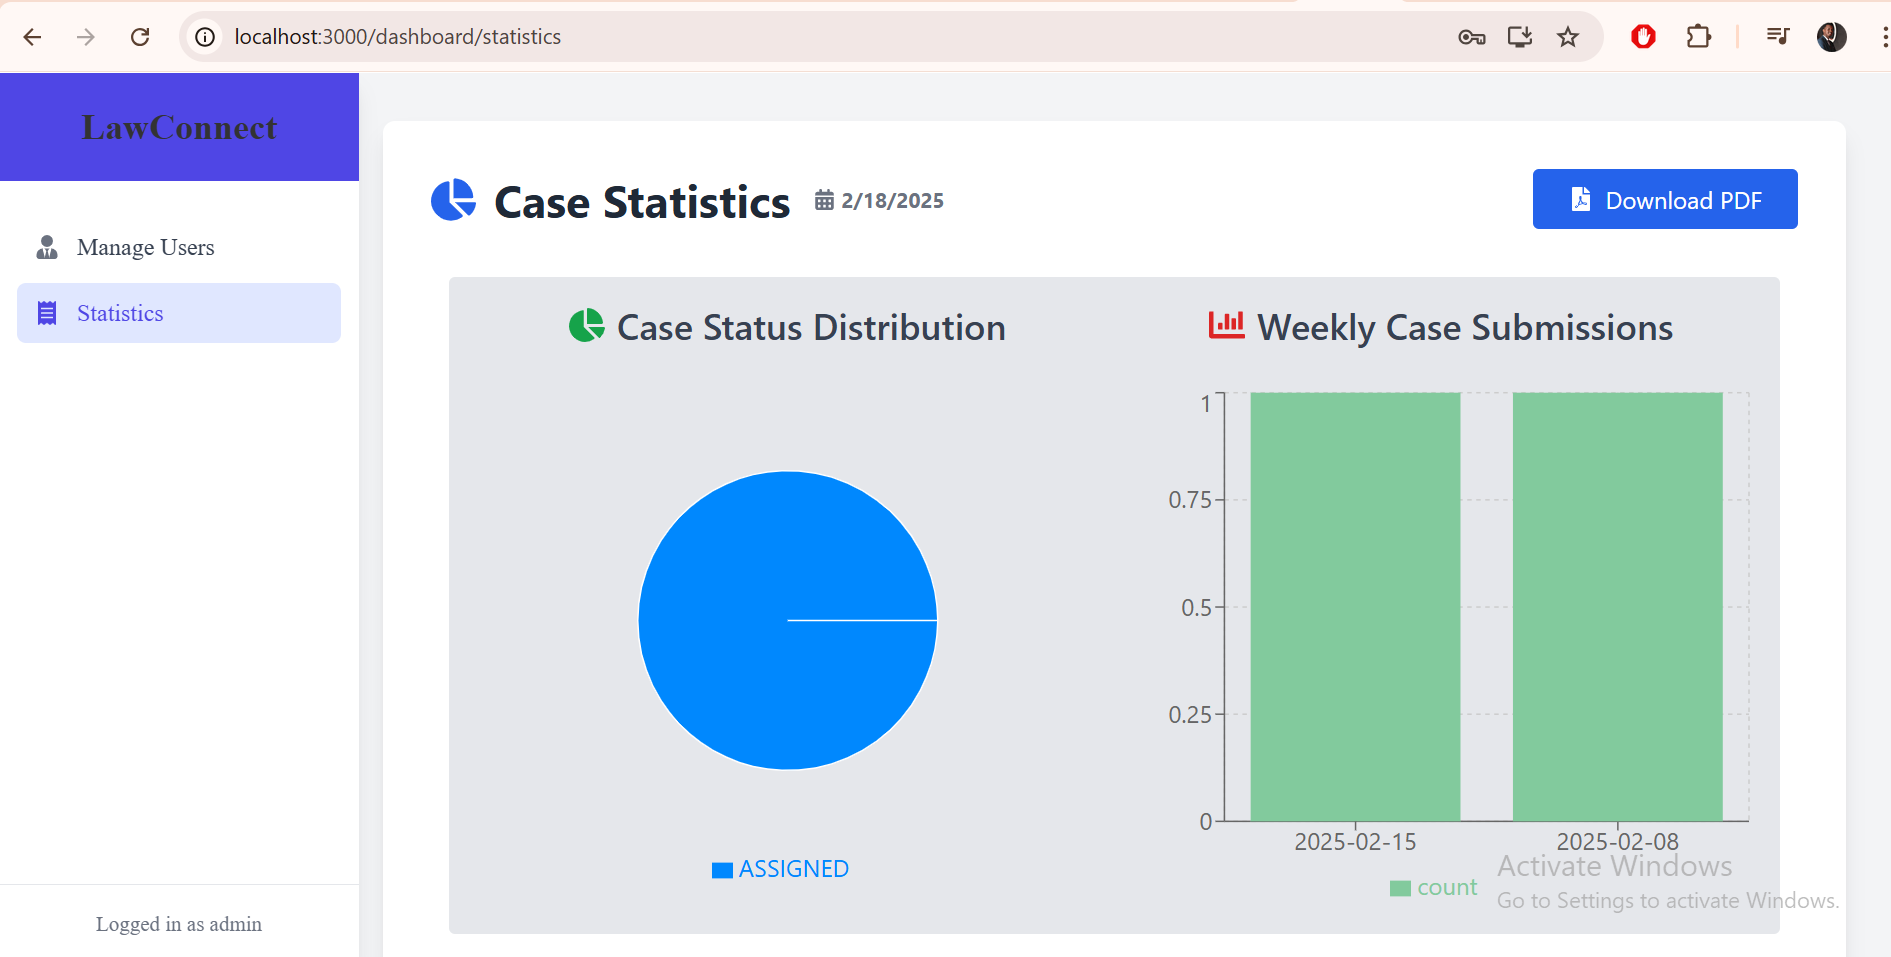 localhost:3000/dashboard/statistics
LawConnect
Manage Users
Statistics
Logged in as admin
Case Statistics 2/18/2025
Download PDF
Case Status Distribution
ASSIGNED
Weekly Case Submissions
1
0.75
0.5
0.25
0
2025-02-15 2025-02-08
count
Activate Windows
Go to Settings to activate Windows.